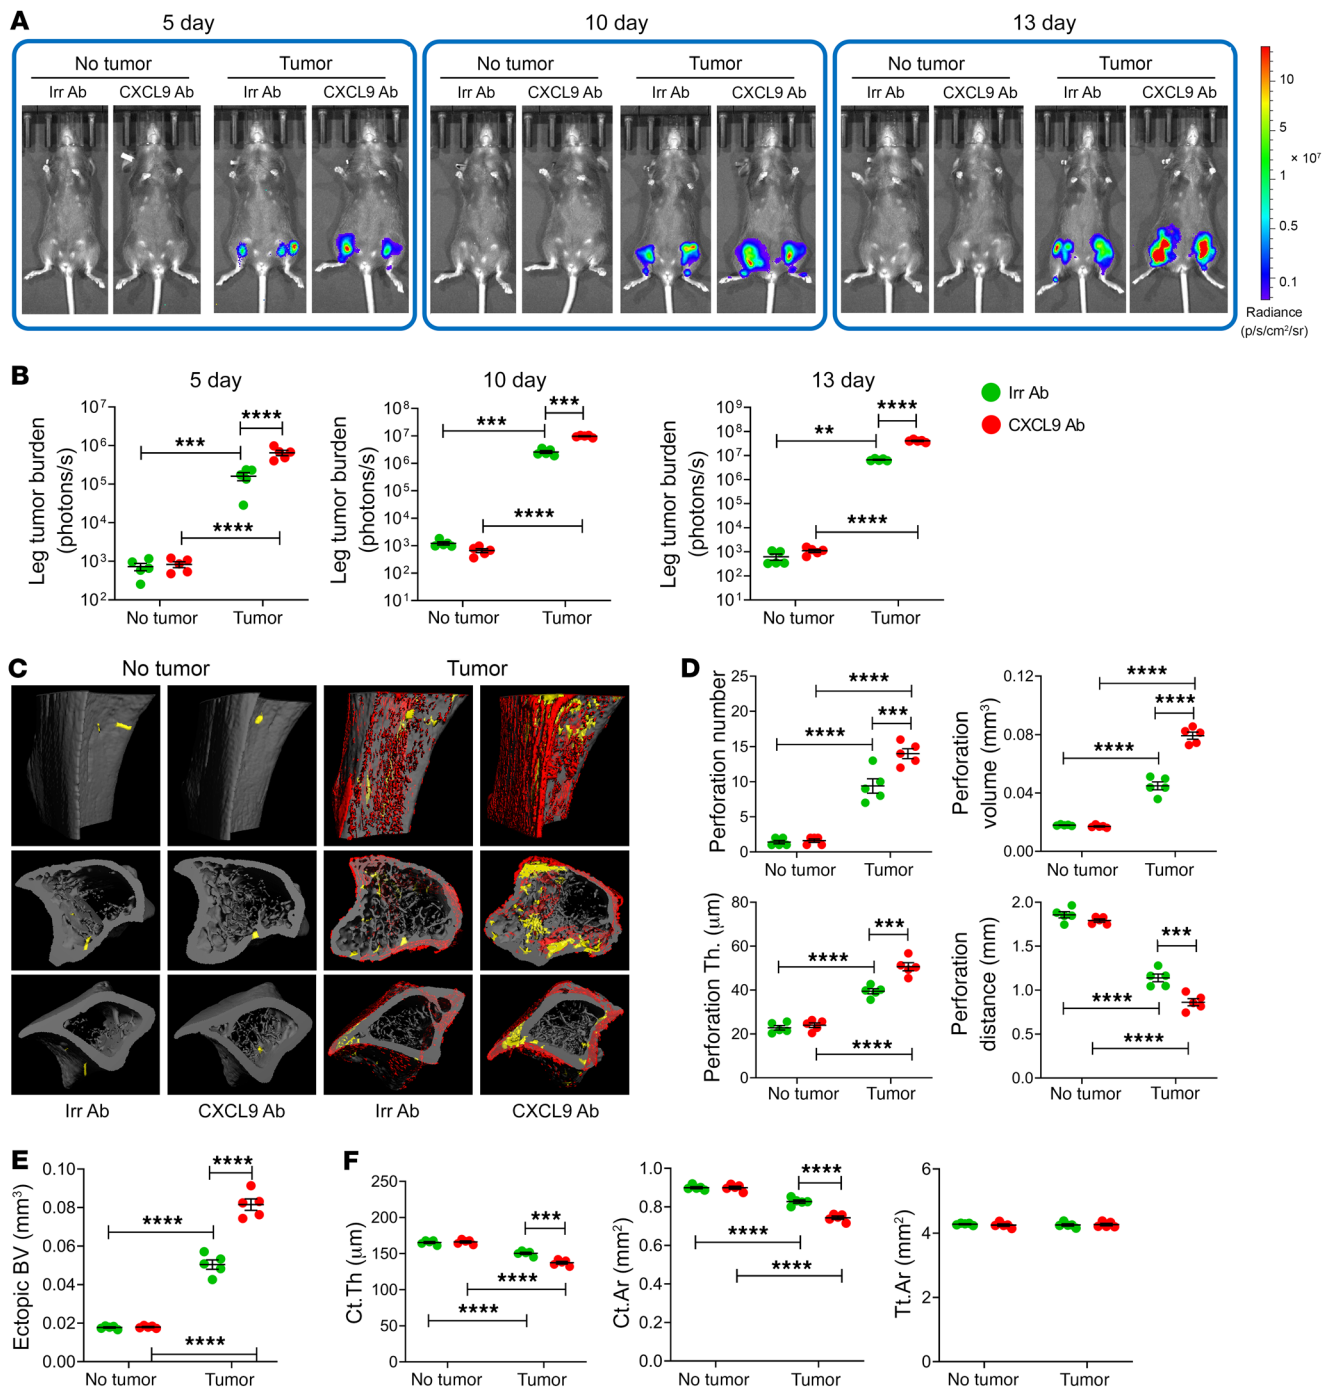 A
5 day
10 day
13 day
No tumor
Tumor
No tumor
Tumor
No tumor
Tumor
Irr Ab
CXCL9 Ab
Irr Ab
CXCL9 Ab
Irr Ab
CXCL9 Ab
Irr Ab
CXCL9 Ab
Irr Ab
CXCL9 Ab
Irr Ab
CXCL9 Ab
10
5
× 10⁷
1
0.5
0.1
Radiance
(p/s/cm²/sr)
B
5 day
Leg tumor burden
(photons/s)
10⁷
10⁶
10⁵
10⁴
10³
10²
***
****
****
No tumor
Tumor
10 day
Leg tumor burden
(photons/s)
10⁸
10⁷
10⁶
10⁵
10⁴
10³
10²
10¹
***
***
****
No tumor
Tumor
13 day
Leg tumor burden
(photons/s)
10⁹
10⁸
10⁷
10⁶
10⁵
10⁴
10³
10²
10¹
**
****
****
No tumor
Tumor
Irr Ab
CXCL9 Ab
C
No tumor
Tumor
Irr Ab
CXCL9 Ab
Irr Ab
CXCL9 Ab
D
Perforation number
25
20
15
10
5
0
****
***
****
No tumor
Tumor
Perforation
volume (mm³)
0.12
0.08
0.04
0.00
****
****
****
No tumor
Tumor
Perforation Th. (μm)
80
60
40
20
0
***
****
****
No tumor
Tumor
Perforation
distance (mm)
2.0
1.5
1.0
0.5
0.0
***
****
****
No tumor
Tumor
E
Ectopic BV (mm³)
0.10
0.08
0.06
0.04
0.02
0.00
****
****
****
No tumor
Tumor
F
Ct.Th (μm)
250
200
150
100
50
0
***
****
****
No tumor
Tumor
Ct.Ar (mm²)
1.0
0.8
0.6
0.4
0.2
0.0
****
****
****
No tumor
Tumor
Tt.Ar (mm²)
6
4
2
0
No tumor
Tumor